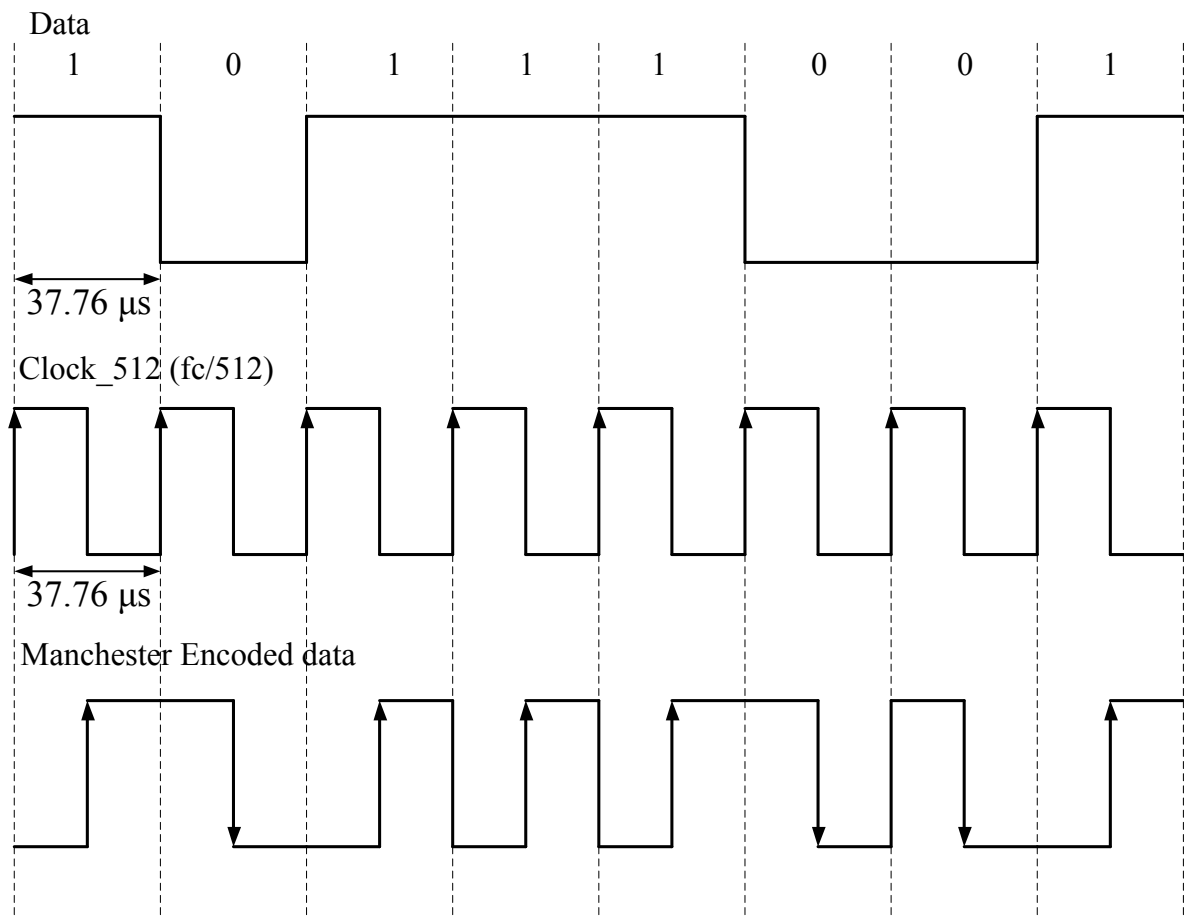 Data
1 0 1 1 1 0 0 1
37.76 μs
Clock_512 (fc/512)
37.76 μs
Manchester Encoded data